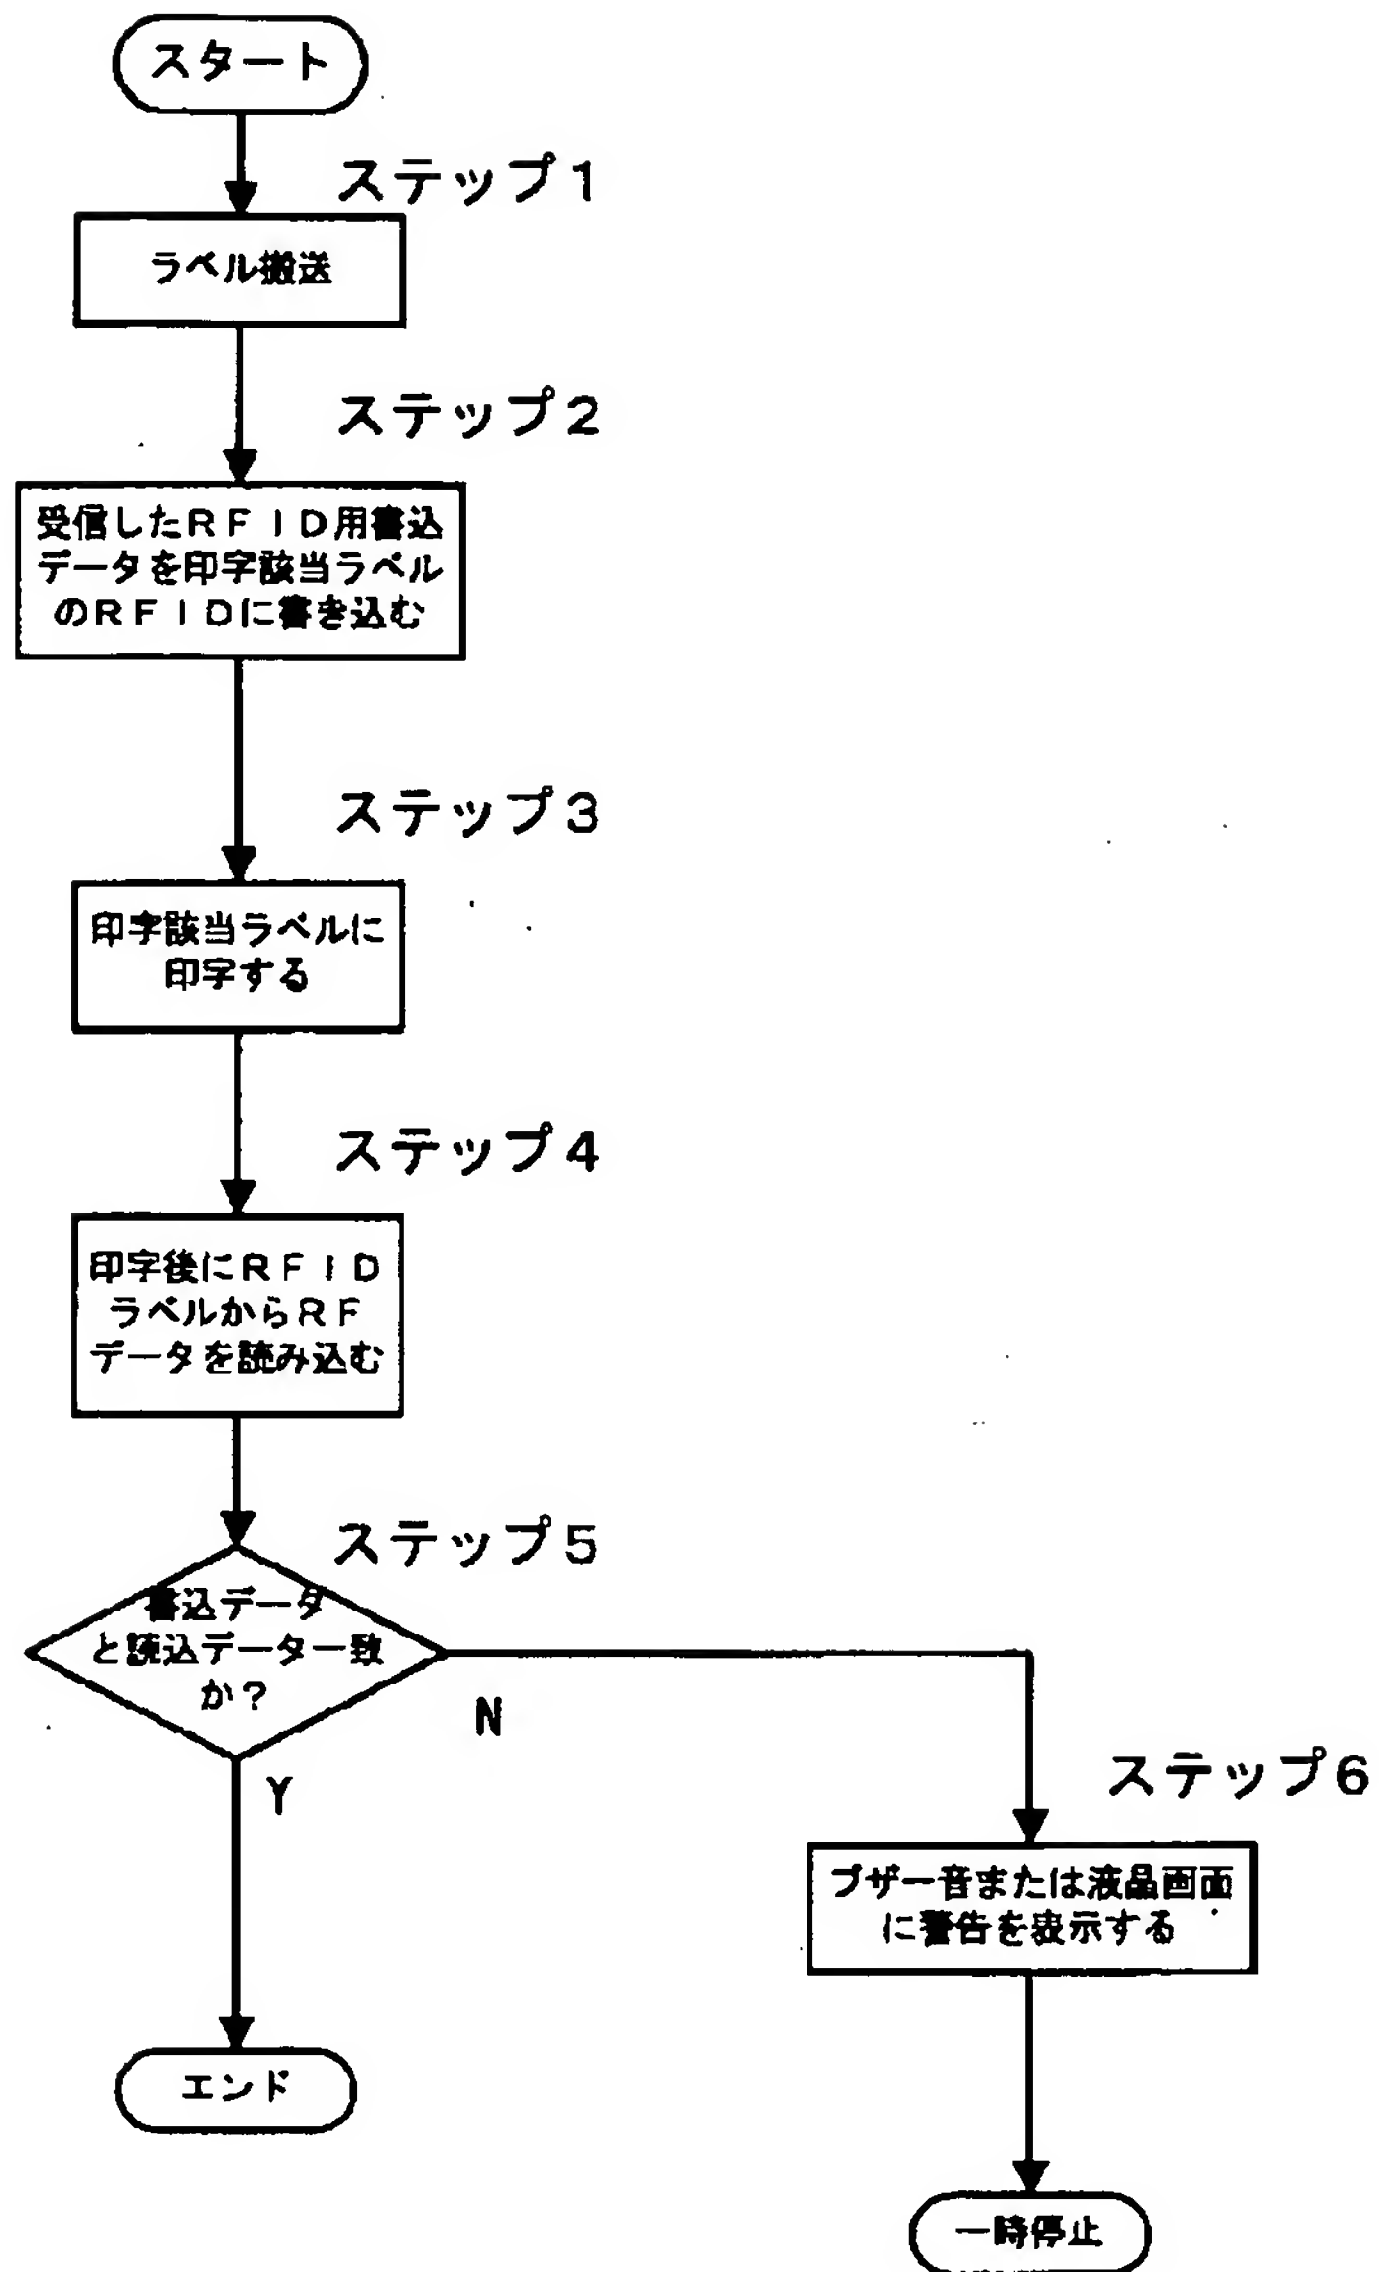 スタート
ステップ1
ラベル搬送
ステップ2
受信したRFID用書込
データを印字該当ラベル
のRFIDに書き込む
ステップ3
印字該当ラベルに
印字する
ステップ4
印字後にRFID
ラベルからRF
データを読み込む
ステップ5
書込データ
と読込データ一致
か?
N
Y
ステップ6
ブザー音または液晶画面
に警告を表示する
エンド
一時停止